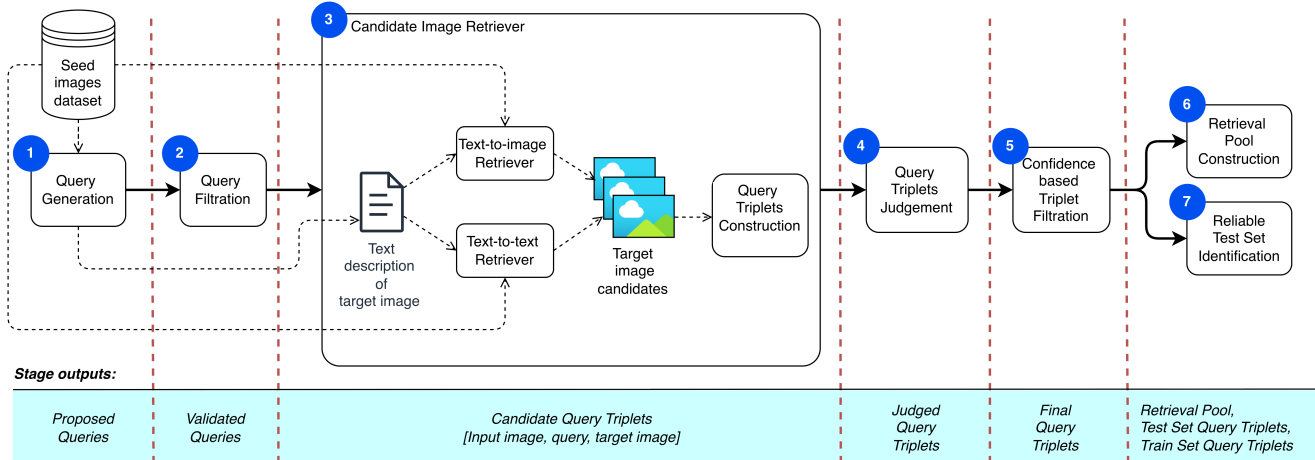 Seed
images
dataset
1
Query
Generation
2
Query
Filtration
3
Candidate Image Retriever
Text
description
of
target image
Text-to-image
Retriever
Text-to-text
Retriever
Target
image
candidates
Query
Triplets
Construction
4
Query
Triplets
Judgement
5
Confidence
based
Triplet
Filtration
6
Retrieval
Pool
Construction
7
Reliable
Test Set
Identification
Stage outputs:
Proposed
Queries
Validated
Queries
Candidate Query Triplets
[Input image, query, target image]
Judged
Query
Triplets
Final
Query
Triplets
Retrieval Pool,
Test Set Query Triplets,
Train Set Query Triplets